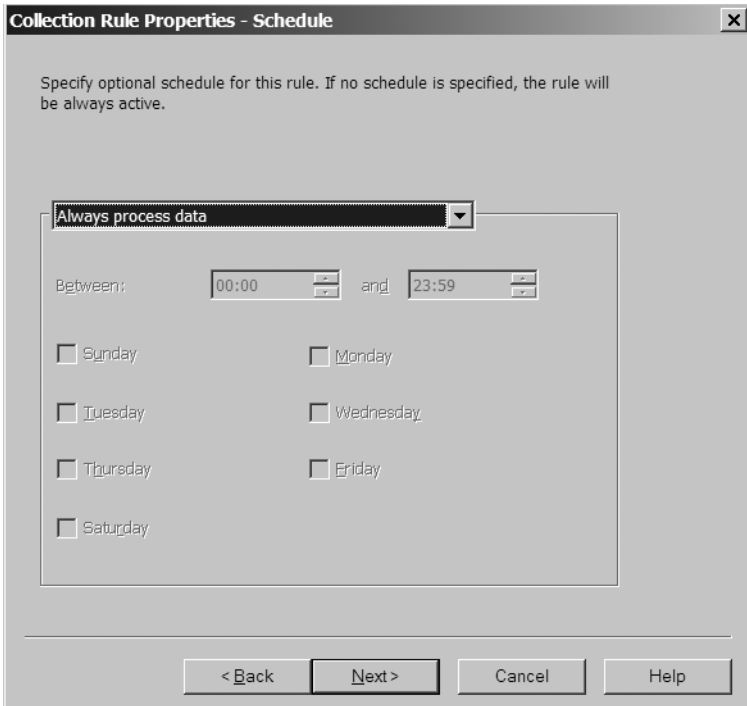 Collection Rule Properties - Schedule
Specify optional schedule for this rule. If no schedule is specified, the rule will
be always active.
Always process data
Between: 00:00 and 23:59
Sunday Monday
Tuesday Wednesday
Thursday Friday
Saturday
< Back Next > Cancel Help